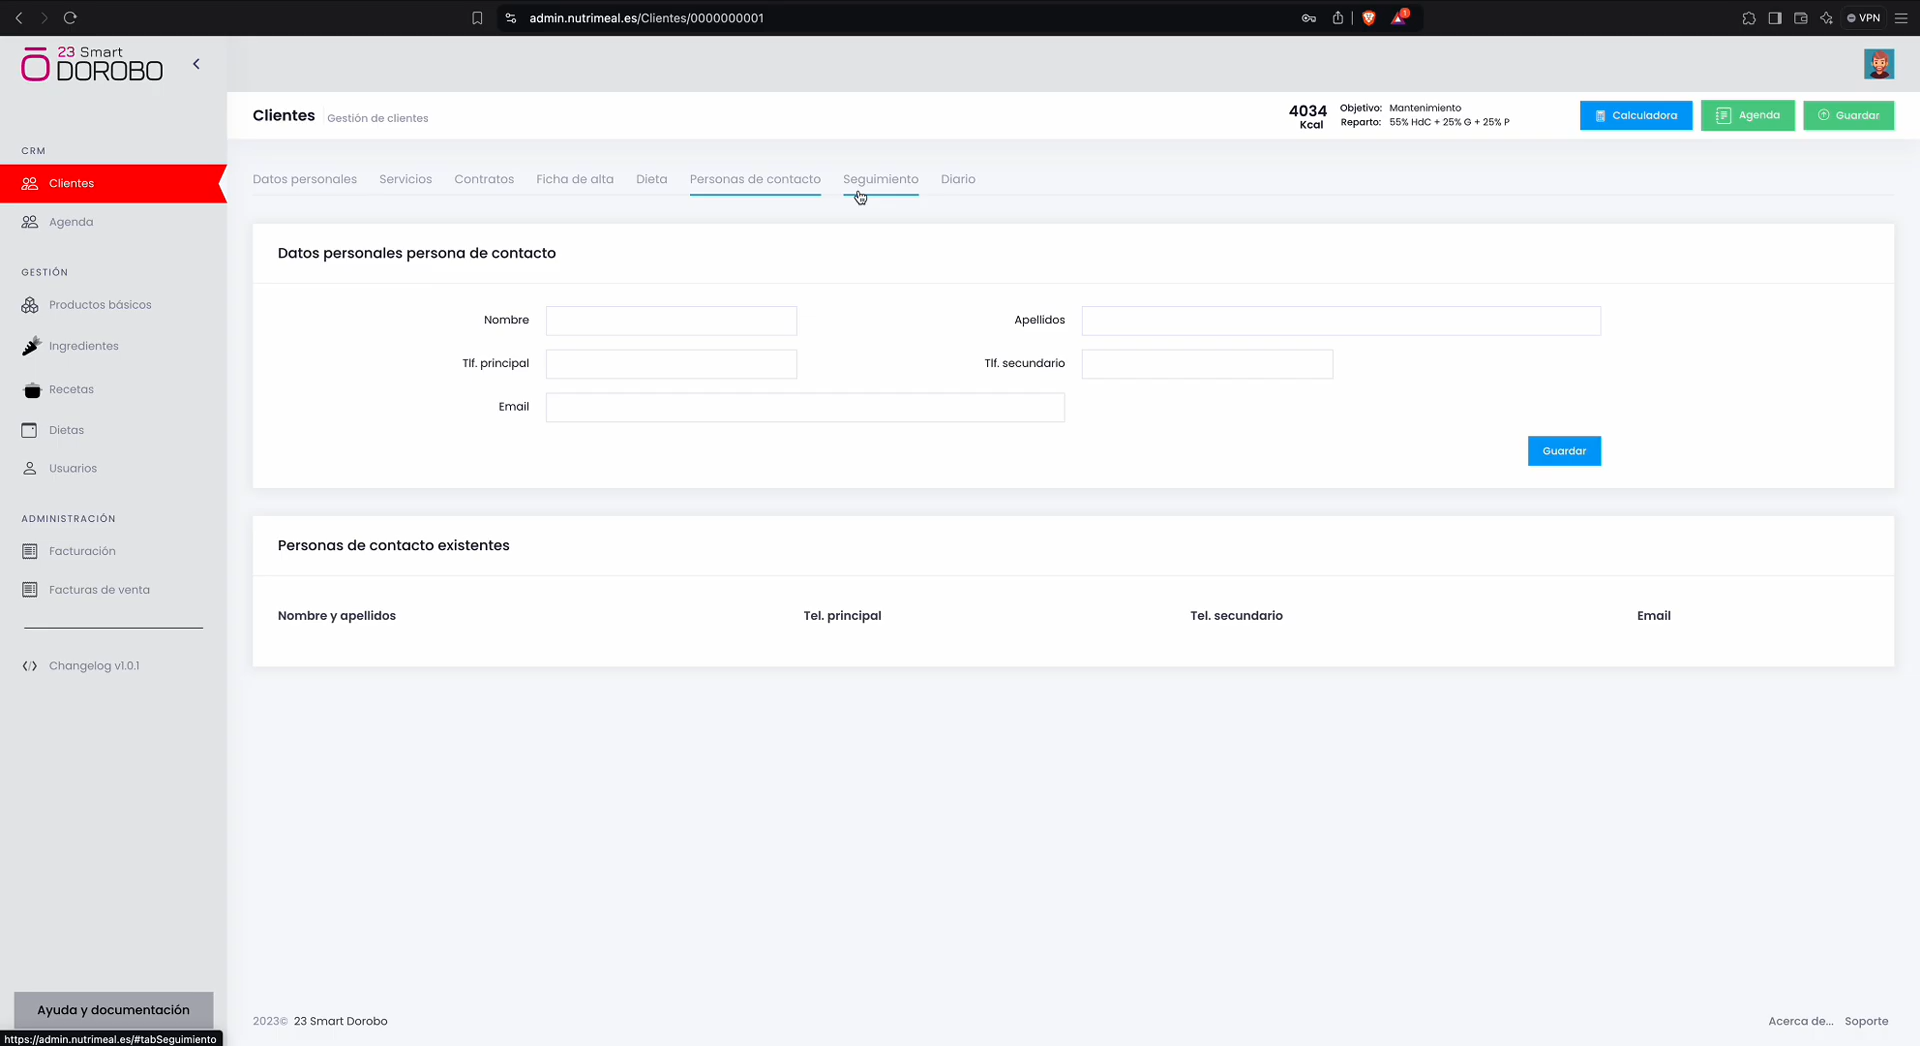 admin.nutrimeal.es/Clientes/0000000001
1
VPN
23 Smart
DOROBO
Clientes
Gestión de clientes
4034
Kcal
Objetivo: Mantenimiento
Reparto: 55% HdC + 25% G + 25% P
Calculadora
Agenda
Guardar
CRM
Clientes
Agenda
GESTIÓN
Productos básicos
Ingredientes
Recetas
Dietas
Usuarios
ADMINISTRACIÓN
Facturación
Facturas de venta
Changelog v1.0.1
Datos personales
Servicios
Contratos
Ficha de alta
Dieta
Personas de contacto
Seguimiento
Diario
Datos personales persona de contacto
Nombre
Apellidos
Tlf. principal
Tlf. secundario
Email
Guardar
Personas de contacto existentes
Nombre y apellidos
Tel. principal
Tel. secundario
Email
Ayuda y documentación
2023© 23 Smart Dorobo
Acerca de...
Soporte
https://admin.nutrimeal.es/#tabSeguimiento